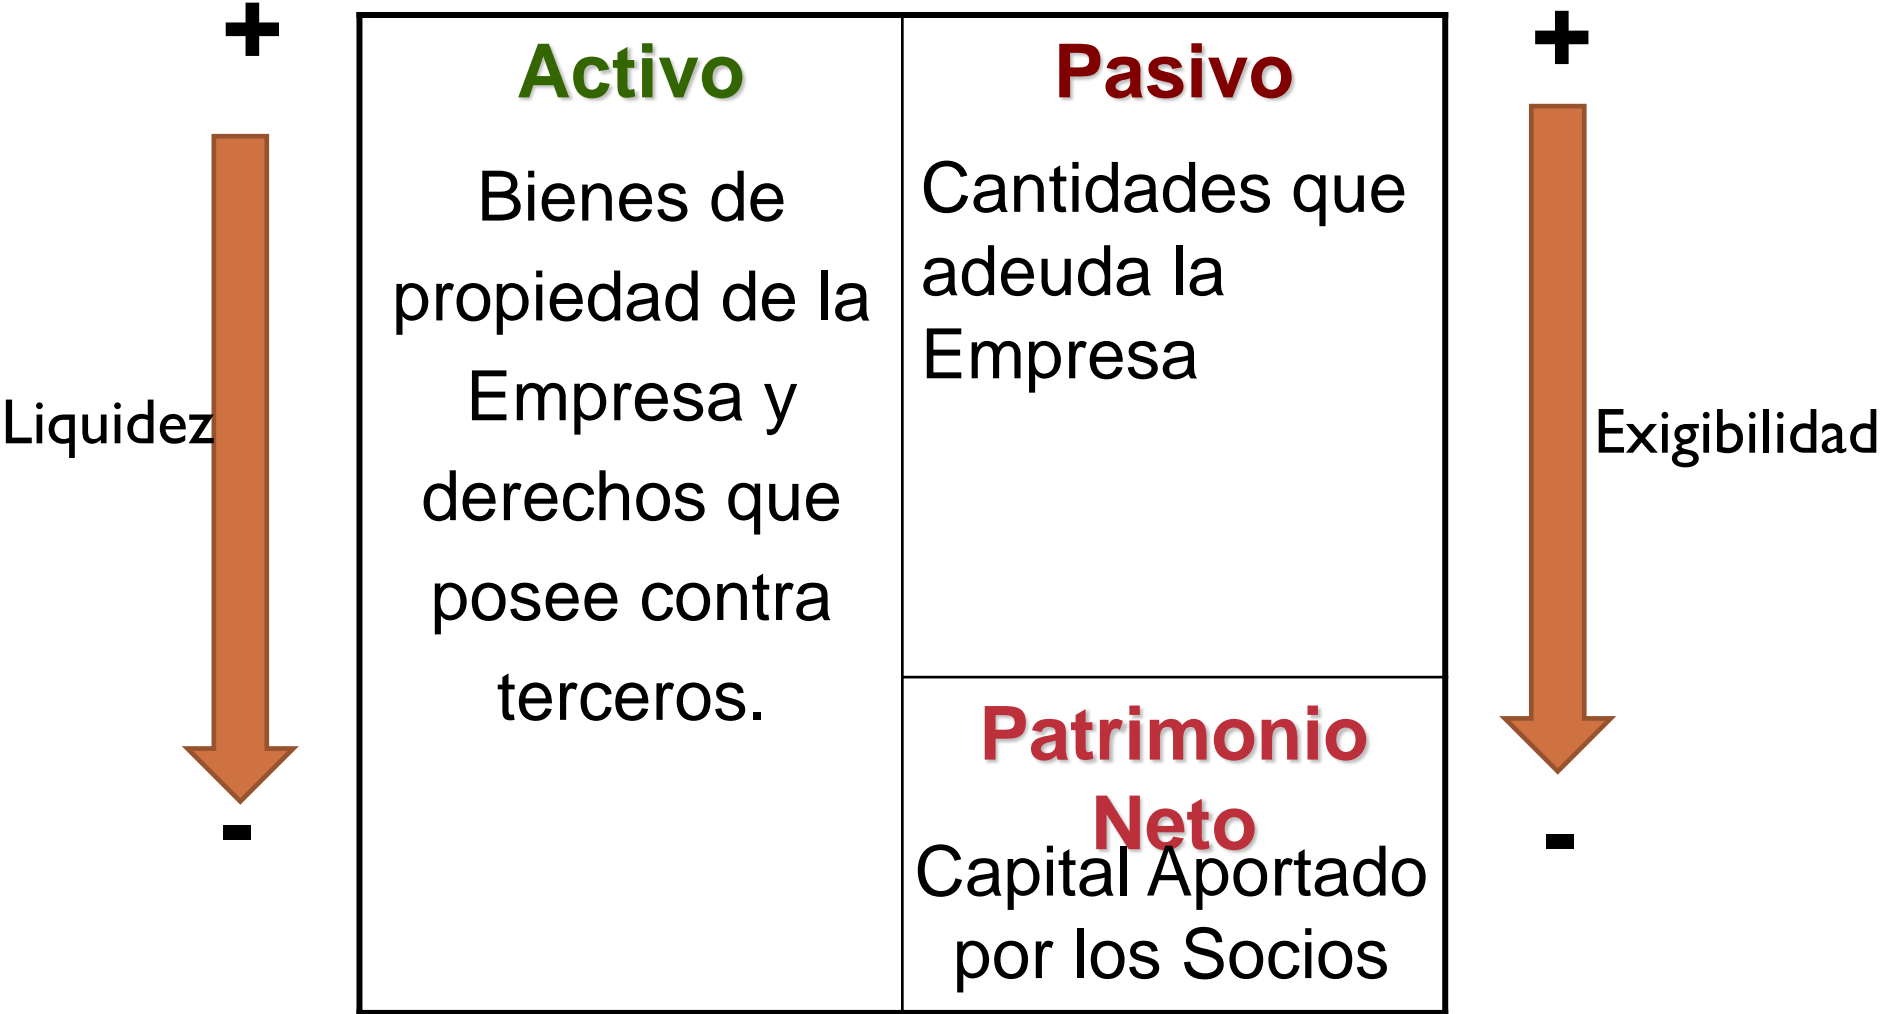 +
+
Activo
Bienes de
propiedad de la
Empresa y
derechos que
posee contra
terceros.
Pasivo
Cantidades que
adeuda la
Empresa
Patrimonio
Neto
Capital Aportado
por los Socios
Liquidez
Exigibilidad
-
-